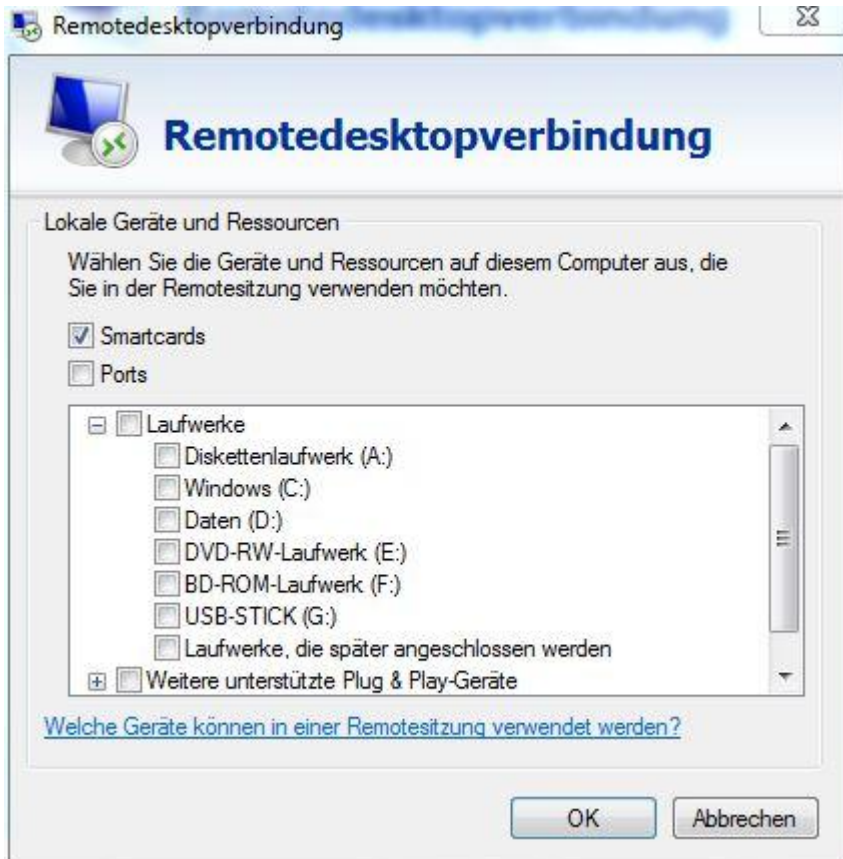 Remotedesktopverbindung
Remotedesktopverbindung
Lokale Geräte und Ressourcen
Wählen Sie die Geräte und Ressourcen auf diesem Computer aus, die
Sie in der Remotesitzung verwenden möchten.
Smartcards
Ports
Laufwerke
Diskettenlaufwerk (A:)
Windows (C:)
Daten (D:)
DVD-RW-Laufwerk (E:)
BD-ROM-Laufwerk (F:)
USB-STICK (G:)
Laufwerke, die später angeschlossen werden
Weitere unterstützte Plug & Play-Geräte
Welche Geräte können in einer Remotesitzung verwendet werden?
OK Abbrechen